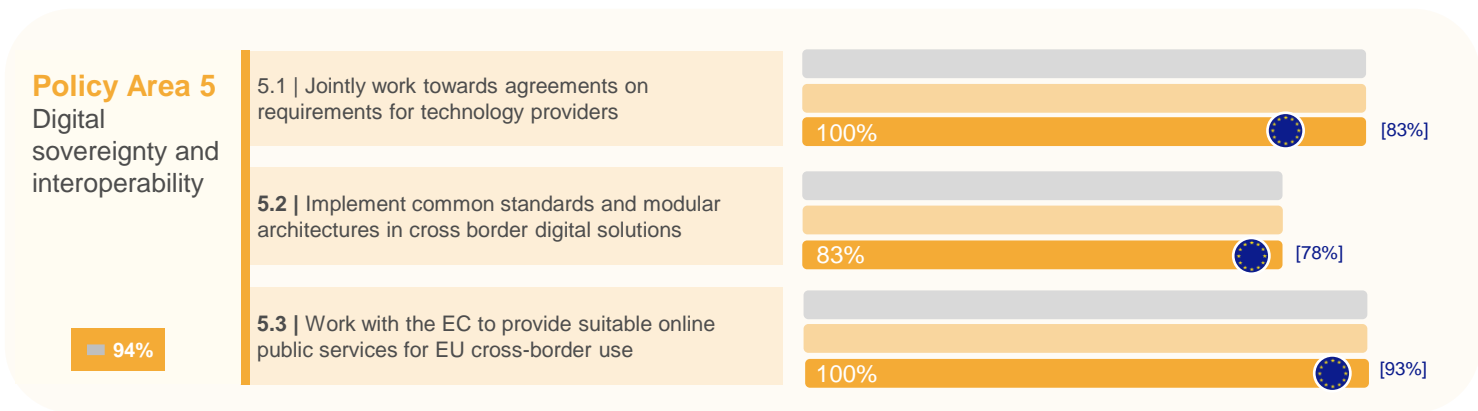 Policy Area 5
Digital
sovereignty and
interoperability
94%
5.1 | Jointly work towards agreements on
requirements for technology providers
100%
[83%]
5.2 | Implement common standards and modular
architectures in cross border digital solutions
83%
[78%]
5.3 | Work with the EC to provide suitable online
public services for EU cross-border use
100%
[93%]